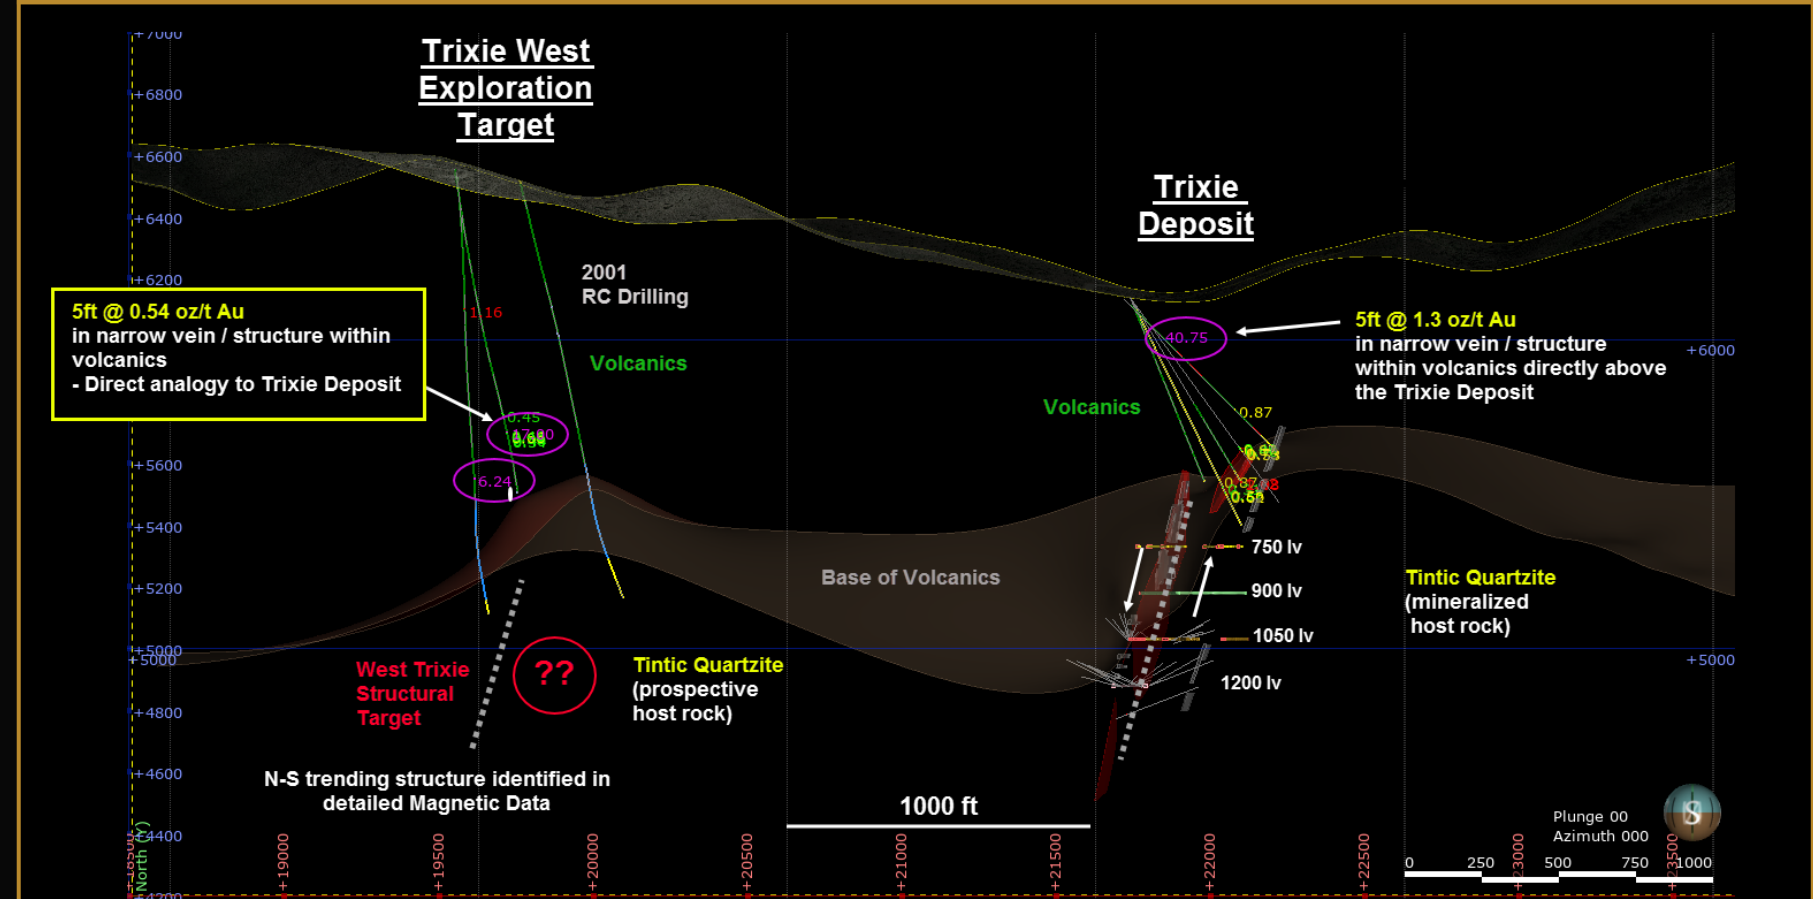 +7000
Trixie West
Exploration
Target
+6800
+6600
+6400
+6200
Trixie
Deposit
2001
RC Drilling
5ft @ 0.54 oz/t Au
in narrow vein / structure within
volcanics
- Direct analogy to Trixie Deposit
1.16
Volcanics
40.75
5ft @ 1.3 oz/t Au
in narrow vein / structure
within volcanics directly above
the Trixie Deposit
+6000
Volcanics
0.87
0.45
6.24
0.87
+5600
+5400
+5200
+5000
+5000
+4800
+4600
+4400
+4200
Base of Volcanics
750 lv
900 lv
1050 lv
1200 lv
Tintic Quartzite
(mineralized
host rock)
+5000
West Trixie
Structural
Target
??
Tintic Quartzite
(prospective
host rock)
N-S trending structure identified in
detailed Magnetic Data
1000 ft
Plunge 00
Azimuth 000
S
0 250 500 750 1000
North (Y)
+18500
+19000
+19500
+20000
+20500
+21000
+21500
+22000
+22500
+23000
+23500